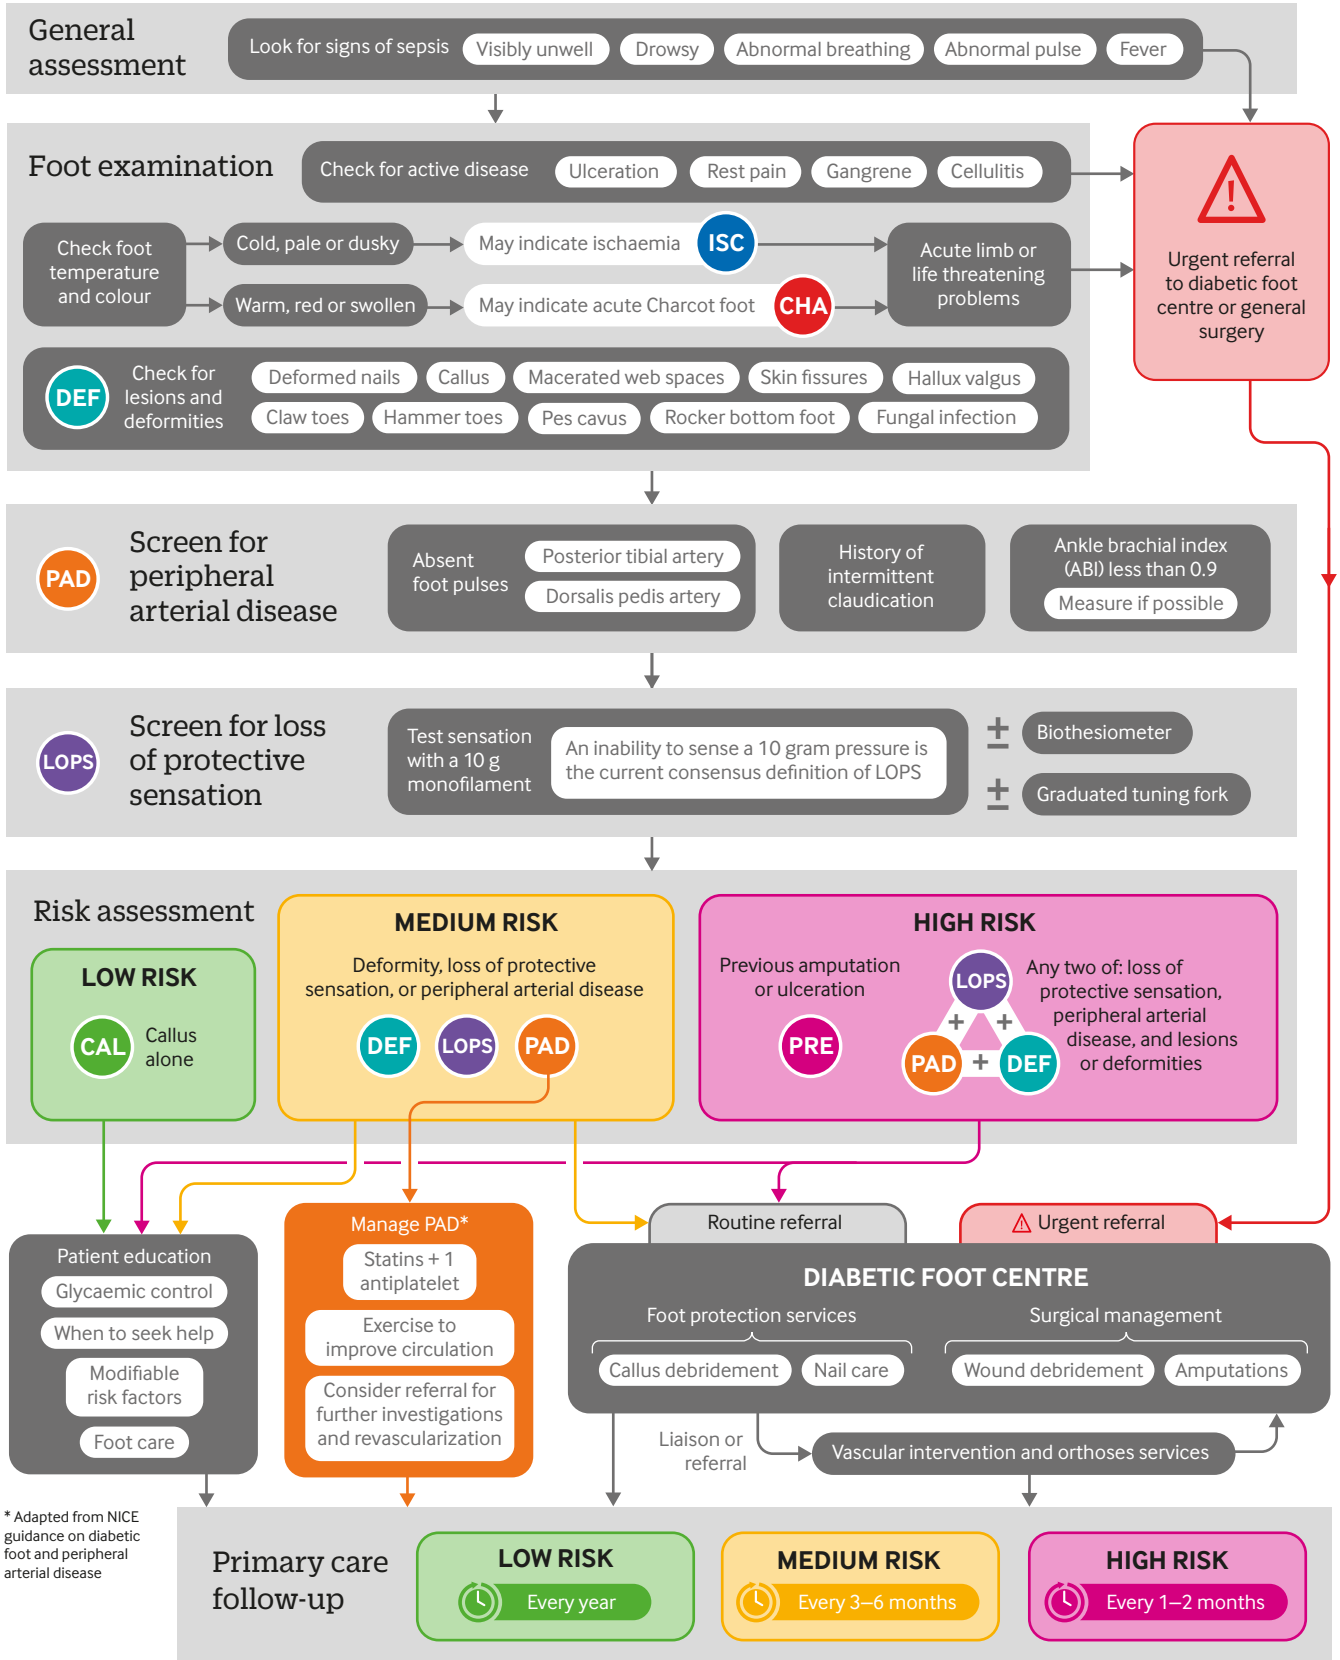 General
assessment
Look for signs of sepsis
Visibly unwell
Drowsy
Abnormal breathing
Abnormal pulse
Fever
Foot examination
Check for active disease
Ulceration
Rest pain
Gangrene
Cellulitis
Check foot
temperature
and colour
Cold, pale or dusky
May indicate ischaemia
ISC
Warm, red or swollen
May indicate acute Charcot foot
CHA
Acute limb or
life threatening
problems
!
Urgent referral
to diabetic foot
centre or general
surgery
DEF
Check for
lesions and
deformities
Deformed nails
Callus
Macerated web spaces
Skin fissures
Hallux valgus
Claw toes
Hammer toes
Pes cavus
Rocker bottom foot
Fungal infection
PAD
Screen for
peripheral
arterial disease
Absent
foot pulses
Posterior tibial artery
Dorsalis pedis artery
History of
intermittent
claudication
Ankle brachial index
(ABI) less than 0.9
Measure if possible
LOPS
Screen for loss
of protective
sensation
Test sensation
with a 10 g
monofilament
An inability to sense a 10 gram pressure is
the current consensus definition of LOPS
± Biothesiometer
± Graduated tuning fork
Risk assessment
LOW RISK
CAL
Callus
alone
MEDIUM RISK
Deformity, loss of protective
sensation, or peripheral arterial disease
DEF
LOPS
PAD
HIGH RISK
Previous amputation
or ulceration
PRE
LOPS
+ +
PAD + DEF
Any two of: loss of
protective sensation,
peripheral arterial
disease, and lesions
or deformities
Patient education
Glycaemic control
When to seek help
Modifiable
risk factors
Foot care
Manage PAD*
Statins + 1
antiplatelet
Exercise to
improve circulation
Consider referral for
further investigations
and revascularization
Routine referral
! Urgent referral
DIABETIC FOOT CENTRE
Foot protection services
Callus debridement
Nail care
Surgical management
Wound debridement
Amputations
Liaison or
referral
Vascular intervention and orthoses services
* Adapted from NICE
guidance on diabetic
foot and peripheral
arterial disease
Primary care
follow-up
LOW RISK
Every year
MEDIUM RISK
Every 3–6 months
HIGH RISK
Every 1–2 months